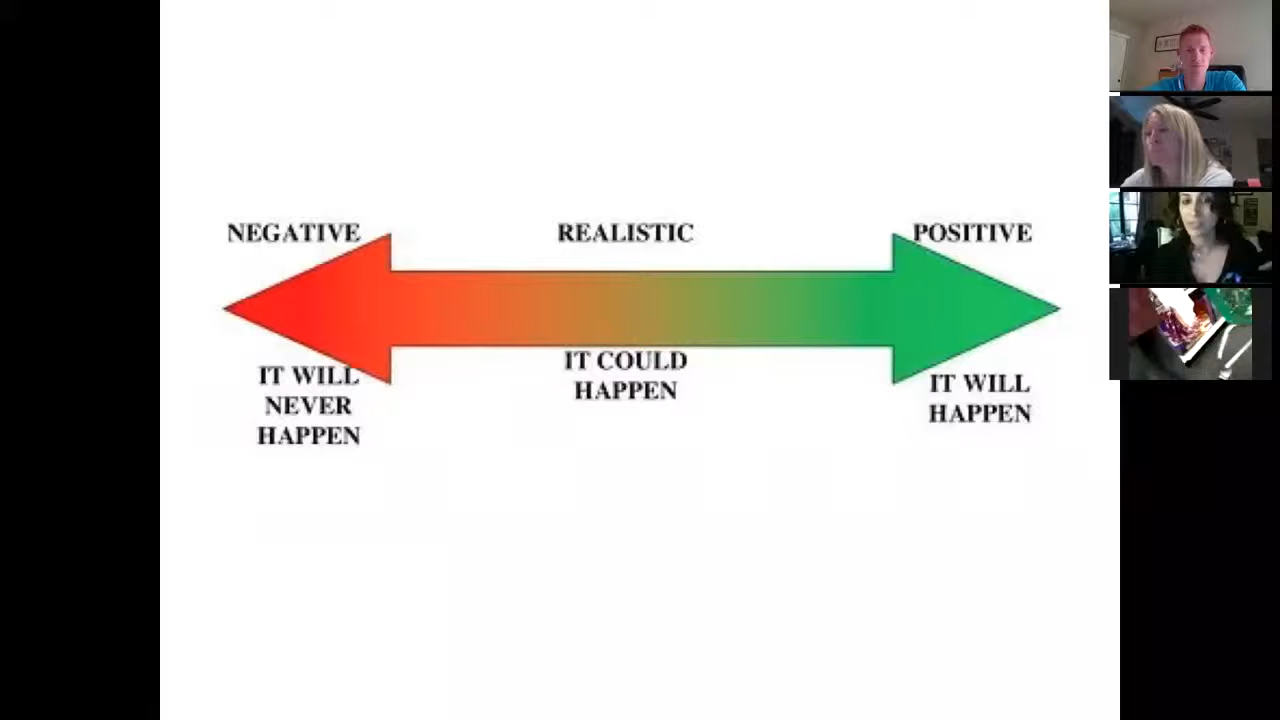 NEGATIVE
REALISTIC
POSITIVE
IT WILL
NEVER
HAPPEN
IT COULD
HAPPEN
IT WILL
HAPPEN